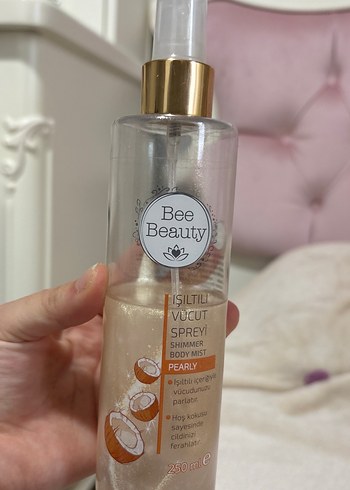 Bee
Beauty
IŞILTILI
VÜCUT
SPREYİ
SHIMMER
BODY MIST
PEARLY
Işıltılı içeriğiyle
vücudunuzu
parlatır.
Hoş kokusu
sayesinde
cildinizi
ferahlatır.
250 ml e